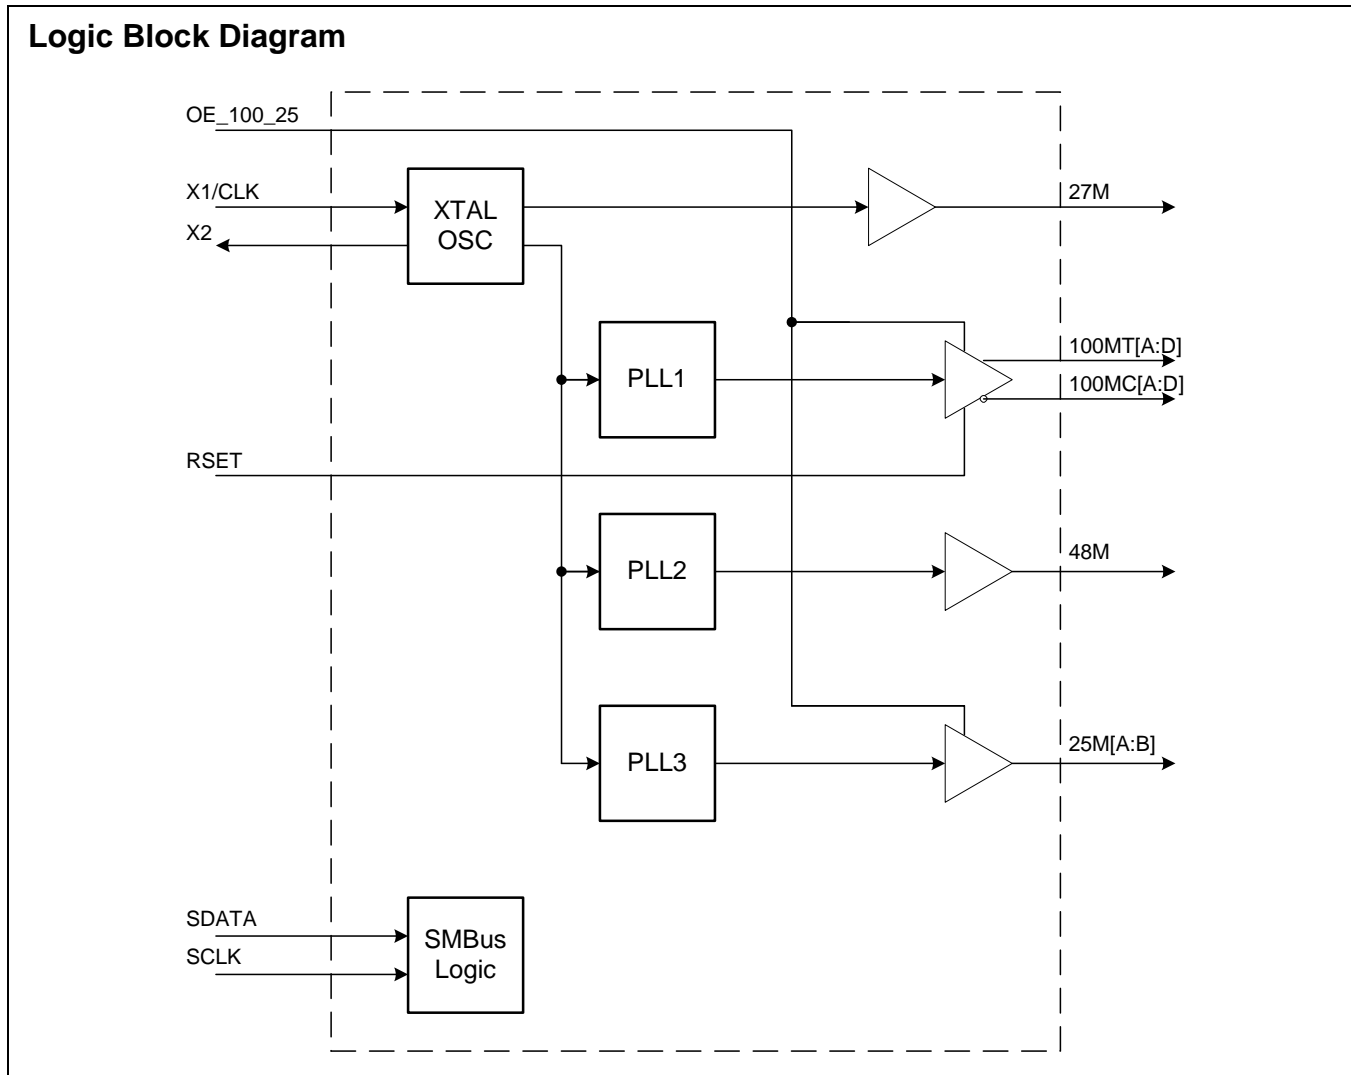 Logic Block Diagram
OE_100_25
X1/CLK
X2
XTAL
OSC
27M
PLL1
100MT[A:D]
100MC[A:D]
RSET
PLL2
48M
PLL3
25M[A:B]
SDATA
SCLK
SMBus
Logic